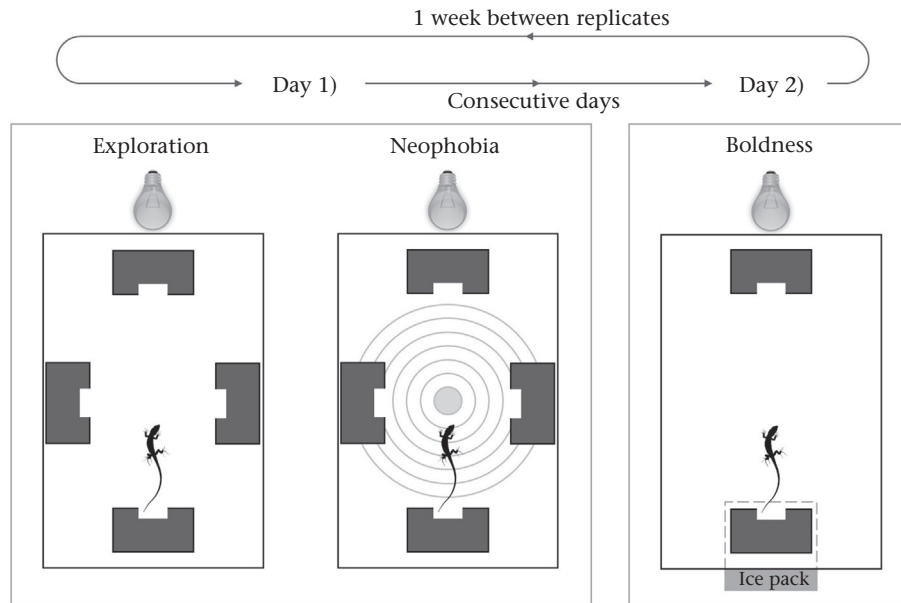 1 week between replicates
Day 1)
Consecutive days
Day 2)
Exploration
Neophobia
Boldness
Ice pack